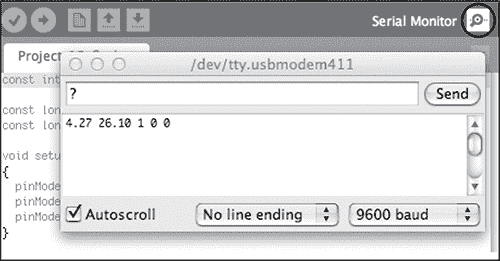 Serial Monitor
Project
/dev/tty.usbmodem411
const int
?
Send
const lon
const lon
4.27 26.10 1 0 0
void setu
{
pinMode
pinMode
pinMode
}
Autoscroll
No line ending
9600 baud